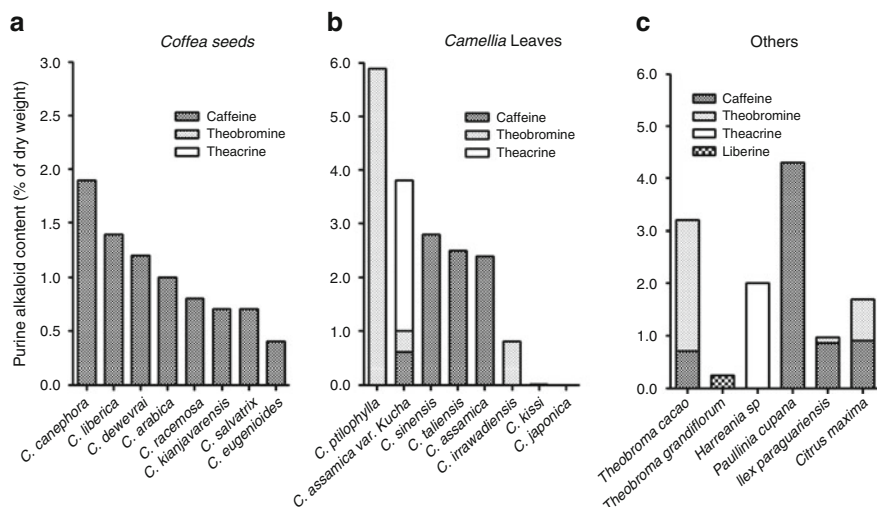 a
Coffea seeds
Purine alkaloid content (% of dry weight)
3.0
2.5
2.0
1.5
1.0
0.5
0.0
Caffeine
Theobromine
Theacrine
C. canephora
C. liberica
C. dewevrai
C. arabica
C. racemosa
C. kianjavarensis
C. salvatrix
C. eugenioides
b
Camellia Leaves
6.0
5.0
4.0
3.0
2.0
1.0
0.0
Caffeine
Theobromine
Theacrine
C. ptilophylla
C. assamica var. Kucha
C. sinensis
C. taliensis
C. assamica
C. irrawadiensis
C. kissi
C. japonica
c
Others
6.0
5.0
4.0
3.0
2.0
1.0
0.0
Caffeine
Theobromine
Theacrine
Liberine
Theobroma cacao
Theobroma grandiflorum
Harreania sp
Paullinia cupana
Ilex paraguariensis
Citrus maxima